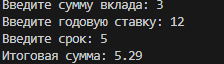 Введите сумму вклада: 3
Введите годовую ставку: 12
Введите срок: 5
Итоговая сумма: 5.29